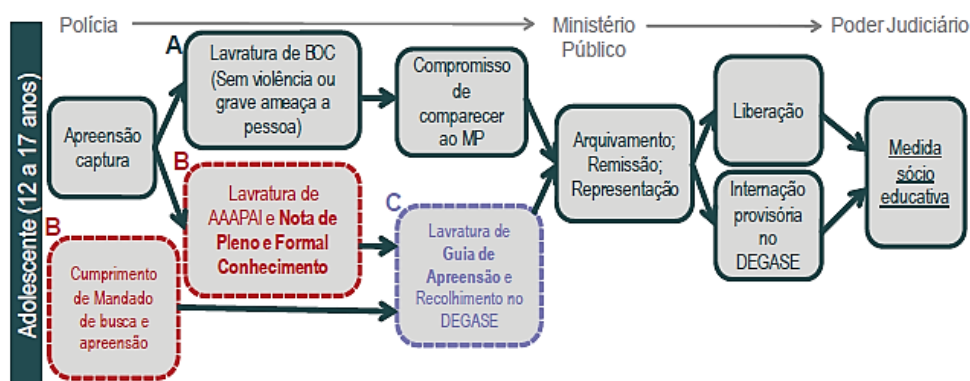 Polícia
Ministério
Público
Poder Judiciário
Adolescente (12 a 17 anos)
Apreensão
captura
A
Lavratura de BOC
(Sem violência ou
grave ameaça a
pessoa)
Compromisso
de
comparecer
ao MP
B
Lavratura de
AAAPAI e Nota de
Pleno e Formal
Conhecimento
B
Cumprimento
de Mandado
de busca e
apreensão
C
Lavratura de
Guia de
Apreensão e
Recolhimento no
DEGASE
Arquivamento;
Remissão;
Representação
Liberação
Internação
provisória
no
DEGASE
Medida
sócio
educativa